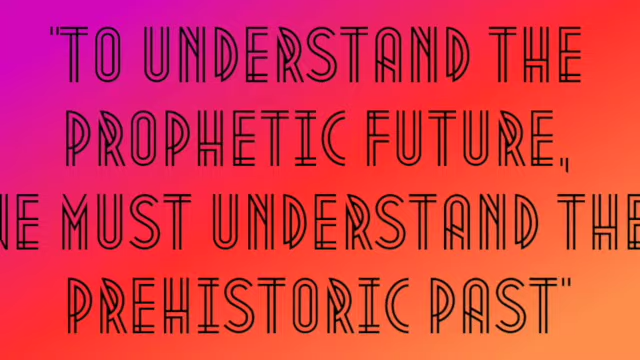 "TO UNDERSTAND THE
PROPHETIC FUTURE,
NE MUST UNDERSTAND THE
PREHISTORIC PAST"